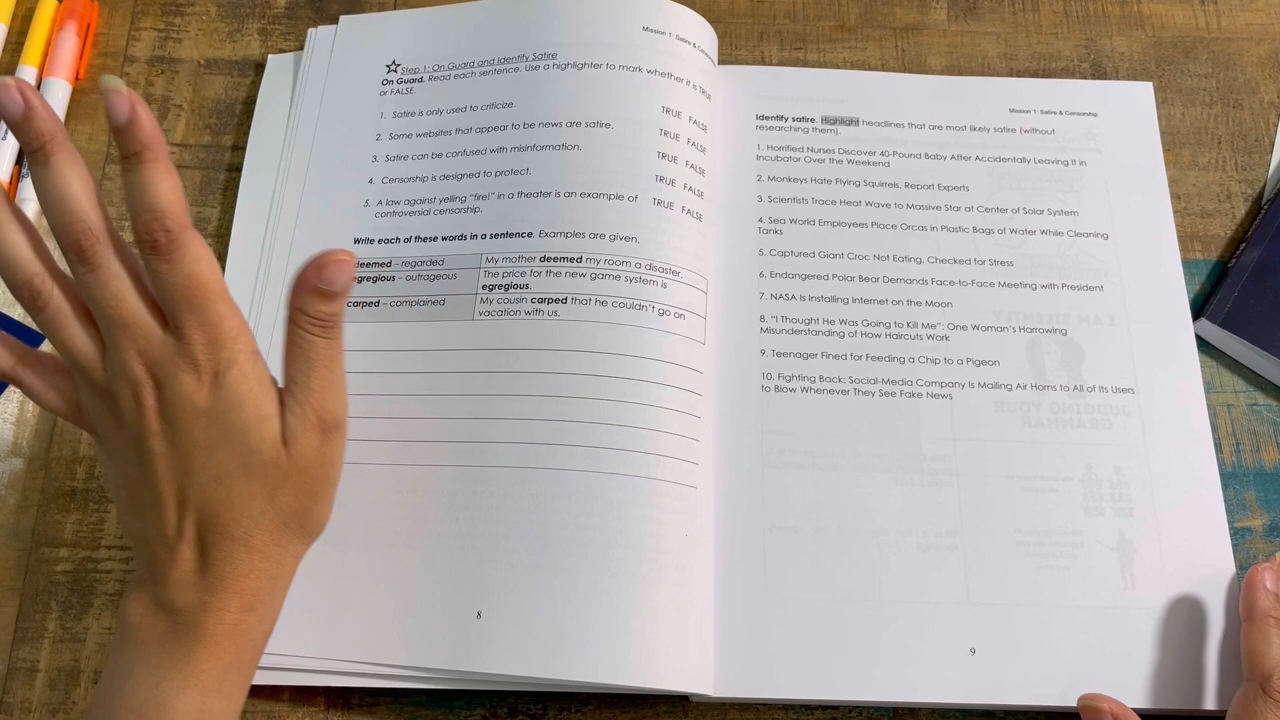 Mission 1: Satire & Censorship
Step 1: On Guard and Identify Satire
On Guard. Read each sentence. Use a highlighter to mark whether it is TRUE
or FALSE.
1. Satire is only used to criticize. TRUE FALSE
2. Some websites that appear to be news are satire. TRUE FALSE
3. Satire can be confused with misinformation. TRUE FALSE
4. Censorship is designed to protect. TRUE FALSE
5. A law against yelling "fire!" in a theater is an example of TRUE FALSE
controversial censorship.
Write each of these words in a sentence. Examples are given.
deemed – regarded My mother deemed my room a disaster.
egregious – outrageous The price for the new game system is
egregious.
carped – complained My cousin carped that he couldn't go on
vacation with us.
8
Mission 1: Satire & Censorship
Identify satire. Highlight headlines that are most likely satire (without
researching them).
1. Horrified Nurses Discover 40-Pound Baby After Accidentally Leaving It in
Incubator Over the Weekend
2. Monkeys Hate Flying Squirrels, Report Experts
3. Scientists Trace Heat Wave to Massive Star at Center of Solar System
4. Sea World Employees Place Orcas in Plastic Bags of Water While Cleaning
Tanks
5. Captured Giant Croc Not Eating, Checked for Stress
6. Endangered Polar Bear Demands Face-to-Face Meeting with President
7. NASA Is Installing Internet on the Moon
8. "I Thought He Was Going to Kill Me": One Woman's Harrowing
Misunderstanding of How Haircuts Work
9. Teenager Fined for Feeding a Chip to a Pigeon
10. Fighting Back: Social-Media Company Is Mailing Air Horns to All of Its Users
to Blow Whenever They See Fake News
9